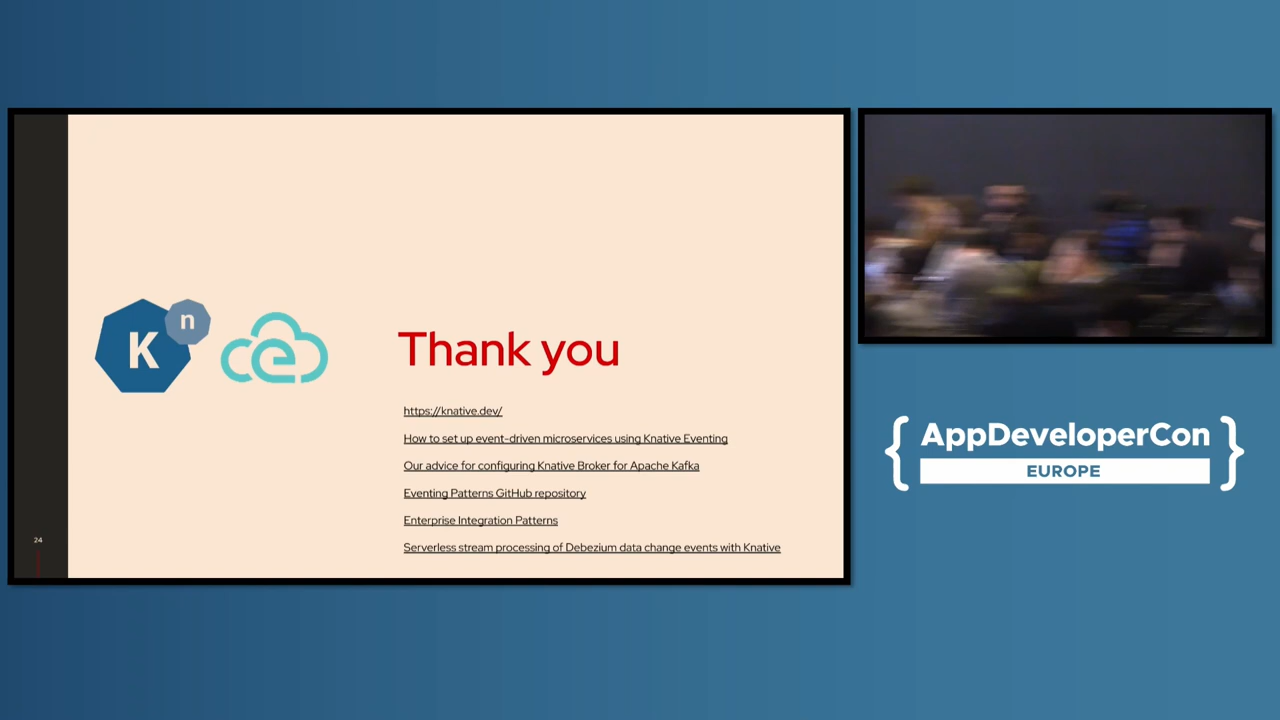 K n
e
Thank you
https://knative.dev/
How to set up event-driven microservices using Knative Eventing
Our advice for configuring Knative Broker for Apache Kafka
Eventing Patterns GitHub repository
Enterprise Integration Patterns
Serverless stream processing of Debezium data change events with Knative
24
{AppDeveloperCon}
EUROPE